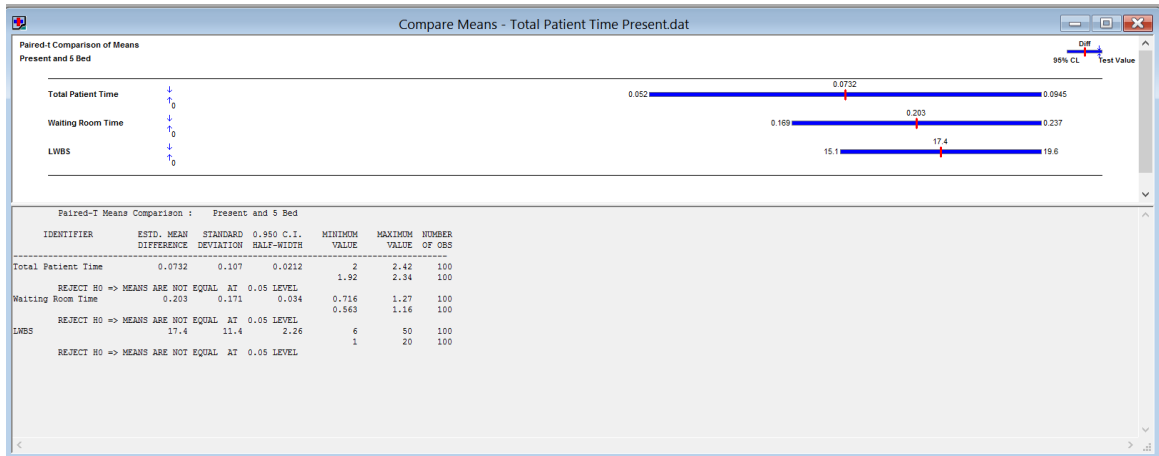 Compare Means - Total Patient Time Present.dat
Paired-t Comparison of Means
Present and 5 Bed
Diff
95% CL Test Value
Total Patient Time 0 0.052 0.0732 0.0945
Waiting Room Time 0 0.169 0.203 0.237
LWBS 0 15.1 17.4 19.6
Paired-T Means Comparison : Present and 5 Bed
IDENTIFIER ESTD. MEAN STANDARD 0.950 C.I. MINIMUM MAXIMUM NUMBER
DIFFERENCE DEVIATION HALF-WIDTH VALUE VALUE OF OBS
Total Patient Time 0.0732 0.107 0.0212 2 2.42 100
1.92 2.34 100
REJECT H0 => MEANS ARE NOT EQUAL AT 0.05 LEVEL
Waiting Room Time 0.203 0.171 0.034 0.716 1.27 100
0.563 1.16 100
REJECT H0 => MEANS ARE NOT EQUAL AT 0.05 LEVEL
LWBS 17.4 11.4 2.26 6 50 100
1 20 100
REJECT H0 => MEANS ARE NOT EQUAL AT 0.05 LEVEL